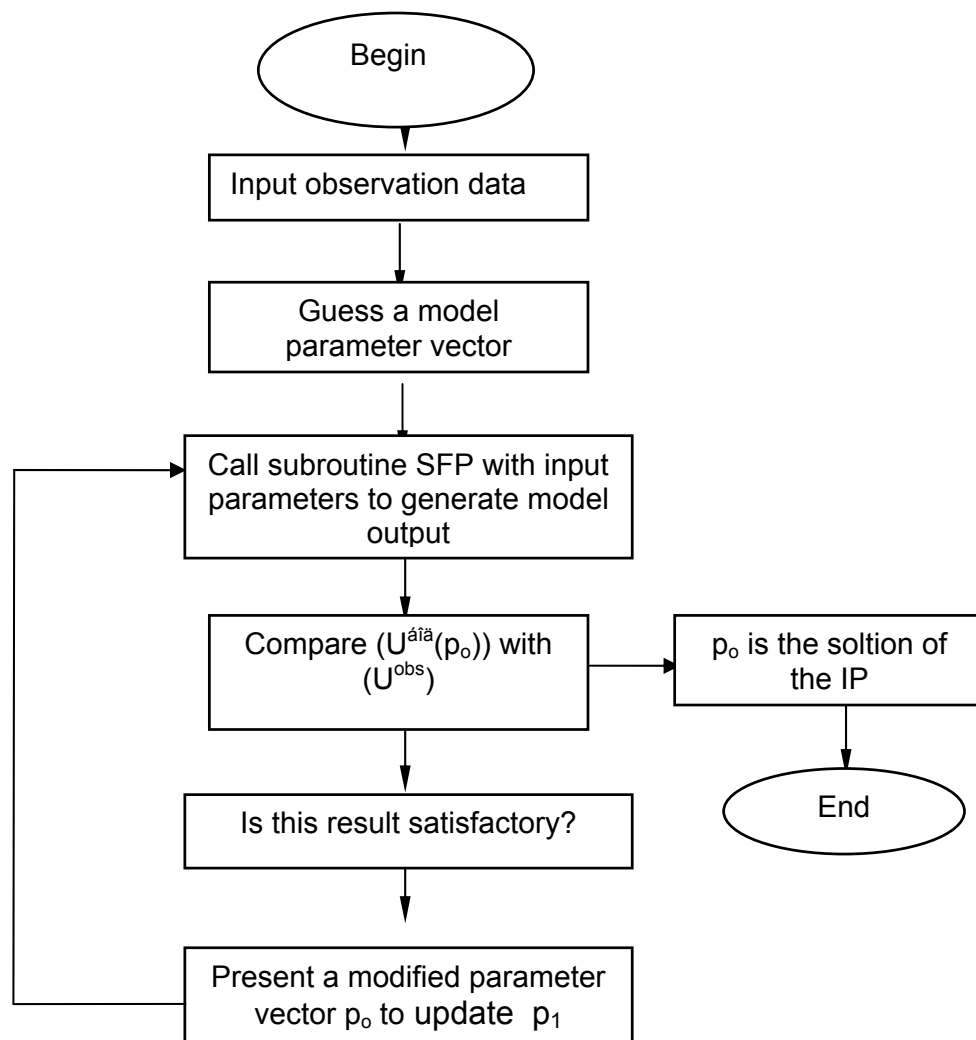 Begin
Input observation data
Guess a model
parameter vector
Call subroutine SFP with input
parameters to generate model
output
Compare (U^áîä(pₒ)) with
(U^obs)
pₒ is the soltion of
the IP
Is this result satisfactory?
End
Present a modified parameter
vector pₒ to update p₁